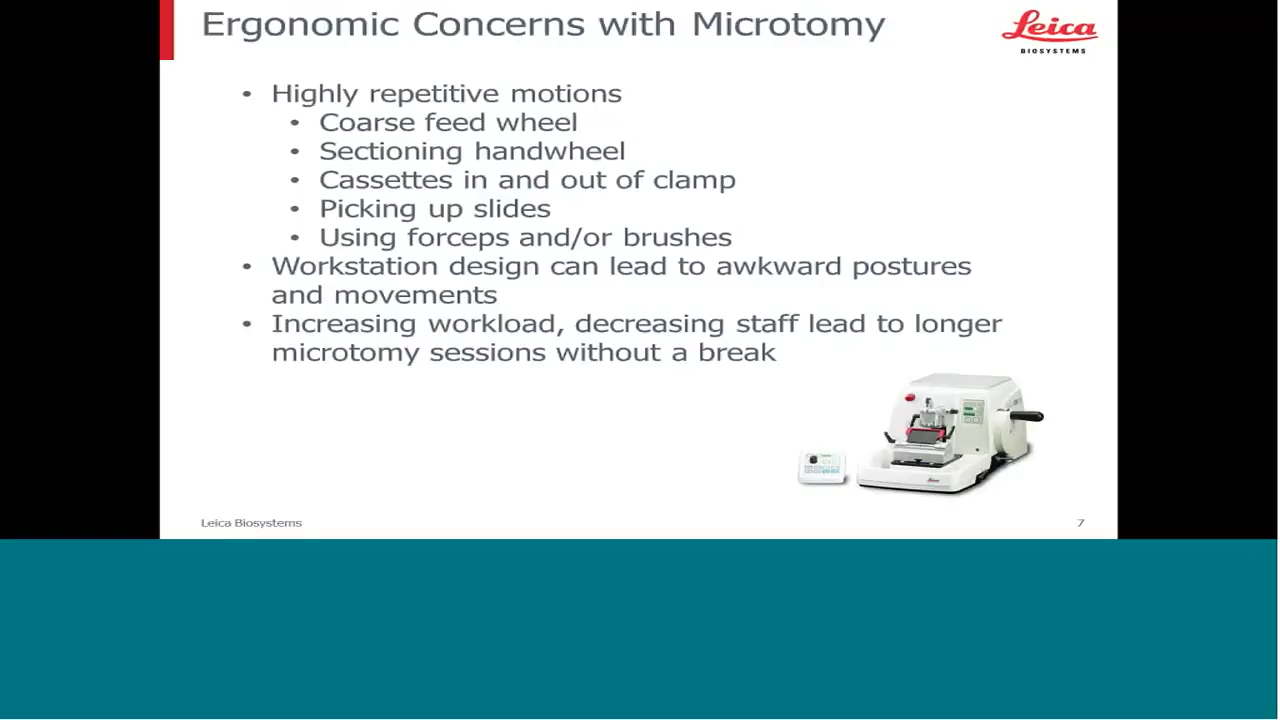 Ergonomic Concerns with Microtomy
Leica
BIOSYSTEMS
• Highly repetitive motions
• Coarse feed wheel
• Sectioning handwheel
• Cassettes in and out of clamp
• Picking up slides
• Using forceps and/or brushes
• Workstation design can lead to awkward postures
and movements
• Increasing workload, decreasing staff lead to longer
microtomy sessions without a break
Leica Biosystems
7